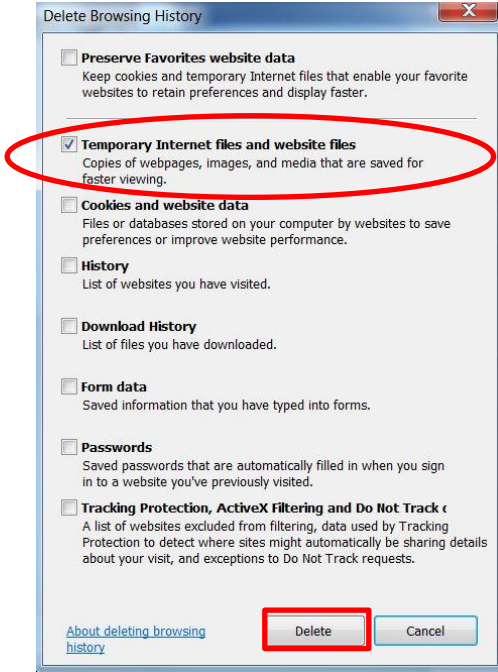 Delete Browsing History
X
Preserve Favorites website data
Keep cookies and temporary Internet files that enable your favorite
websites to retain preferences and display faster.
Temporary Internet files and website files
Copies of webpages, images, and media that are saved for
faster viewing.
Cookies and website data
Files or databases stored on your computer by websites to save
preferences or improve website performance.
History
List of websites you have visited.
Download History
List of files you have downloaded.
Form data
Saved information that you have typed into forms.
Passwords
Saved passwords that are automatically filled in when you sign
in to a website you've previously visited.
Tracking Protection, ActiveX Filtering and Do Not Track
A list of websites excluded from filtering, data used by Tracking
Protection to detect where sites might automatically be sharing details
about your visit, and exceptions to Do Not Track requests.
About deleting browsing
history
Delete
Cancel